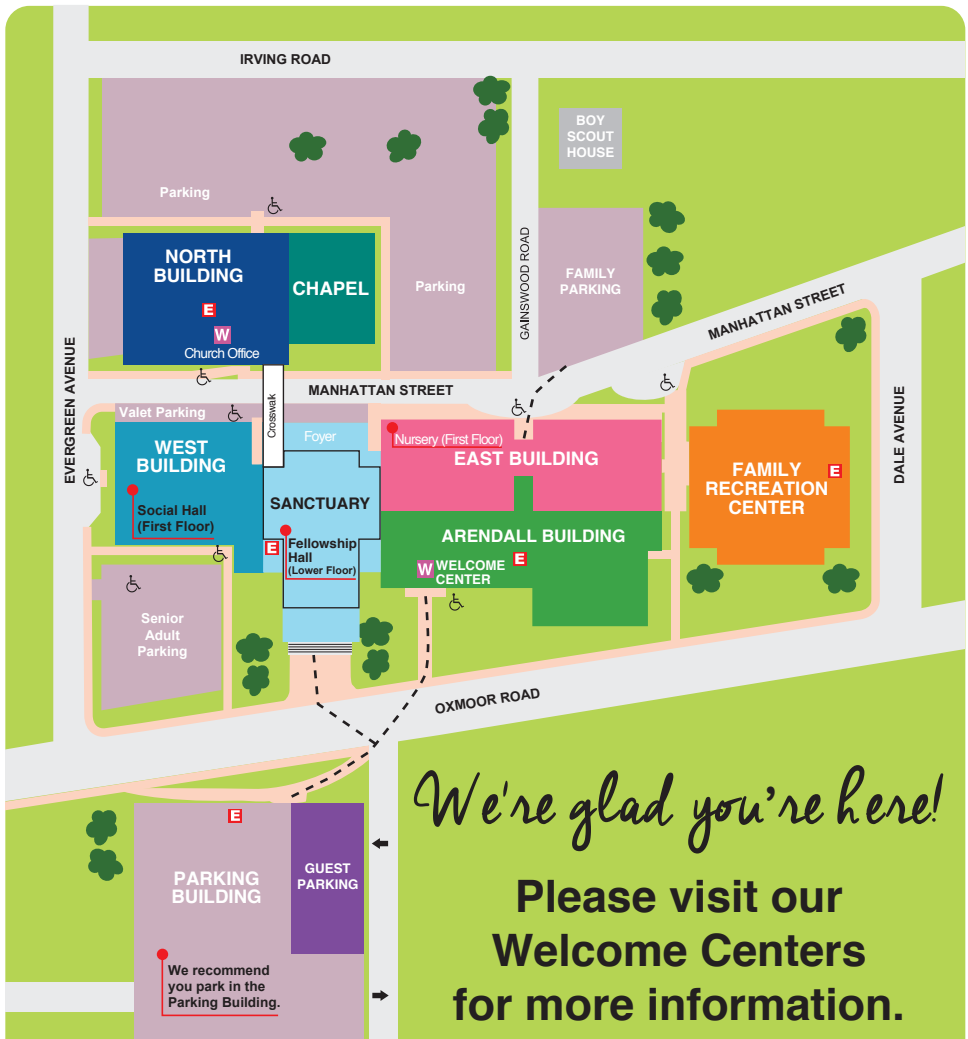 IRVING ROAD
BOY
SCOUT
HOUSE
Parking
GAINSWOOD ROAD
NORTH
BUILDING
CHAPEL
Parking
FAMILY
PARKING
E
W
Church Office
MANHATTAN STREET
EVERGREEN AVENUE
MANHATTAN STREET
Crosswalk
Valet Parking
DALE AVENUE
Foyer
Nursery (First Floor)
WEST
BUILDING
EAST BUILDING
FAMILY
RECREATION
CENTER
E
SANCTUARY
Social Hall
(First Floor)
ARENDALL BUILDING
E
Fellowship
Hall
(Lower Floor)
E
W WELCOME
CENTER
Senior
Adult
Parking
OXMOOR ROAD
We're glad you're here!
E
PARKING
BUILDING
GUEST
PARKING
Please visit our
Welcome Centers
for more information.
We recommend
you park in the
Parking Building.